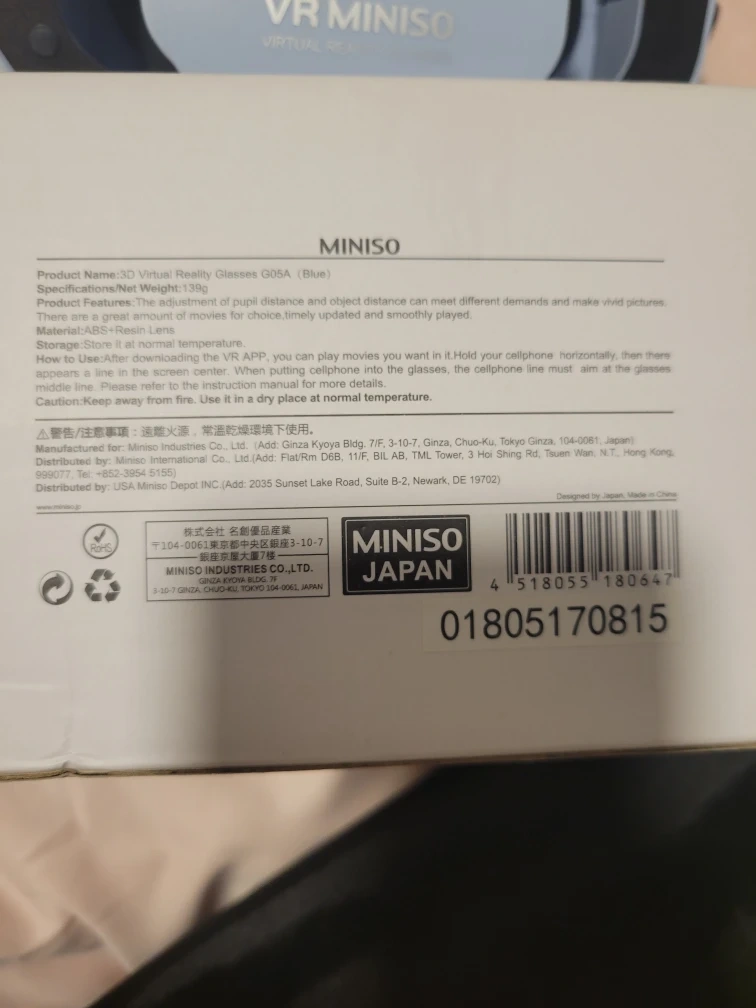 VR MINISO
VIRTUAL
MINISO
Product Name:3D Virtual Reality Glasses G05A（Blue）
Specifications/Net Weight:139g
Product Features:The adjustment of pupil distance and object distance can meet different demands and make vivid pictures.
There are a great amount of movies for choice,timely updated and smoothly played.
Material:ABS+Resin Lens
Storage:Store it at normal temperature.
How to Use:After downloading the VR APP, you can play movies you want in it.Hold your cellphone horizontally, then there
appears a line in the screen center. When putting cellphone into the glasses, the cellphone line must aim at the glasses
middle line. Please refer to the instruction manual for more details.
Caution:Keep away from fire. Use it in a dry place at normal temperature.
⚠警告/注意事項：遠離火源，常溫乾燥環境下使用。
Manufactured for: Miniso Industries Co., Ltd. (Add: Ginza Kyoya Bldg. 7/F, 3-10-7, Ginza, Chuo-Ku, Tokyo Ginza, 104-0061, Japan)
Distributed by: Miniso International Co., Ltd.(Add: Flat/Rm D6B, 11/F, BIL AB, TML Tower, 3 Hoi Shing Rd, Tsuen Wan, N.T., Hong Kong,
999077, Tel: +852-3954 5155)
Distributed by: USA Miniso Depot INC.(Add: 2035 Sunset Lake Road, Suite B-2, Newark, DE 19702)
Designed by Japan, Made in China
www.miniso.jp
RoHS
株式会社 名創優品産業
〒104-0061東京都中央区銀座3-10-7
銀座京屋大厦7楼
MINISO INDUSTRIES CO.,LTD.
GINZA KYOYA BLDG. 7F
3-10-7 GINZA, CHUO-KU, TOKYO 104-0061, JAPAN
MINISO
JAPAN
4 518055 180647
01805170815